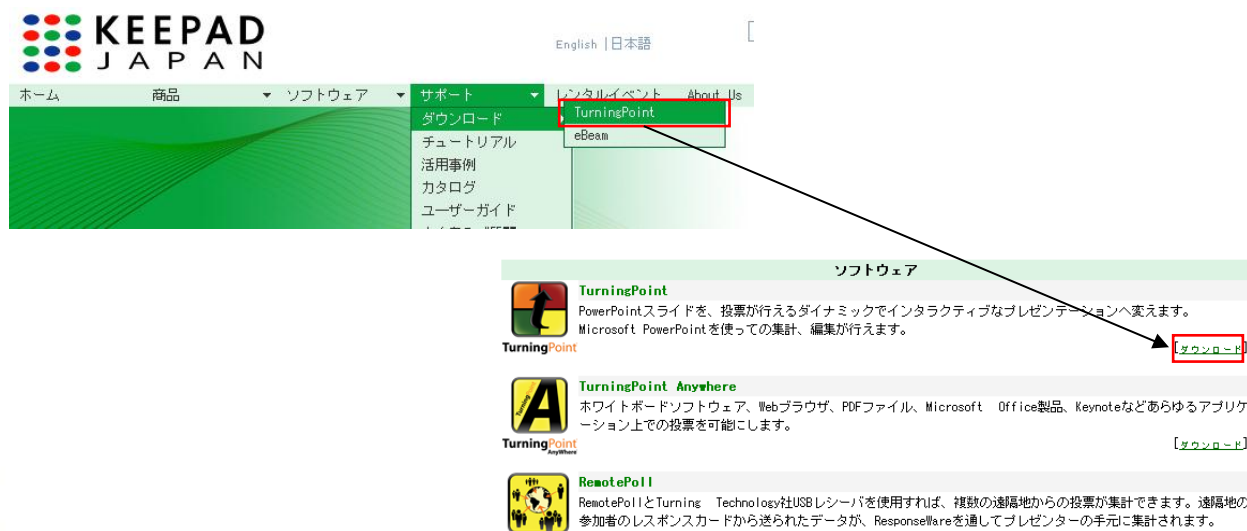 KEEPAD
JAPAN
English | 日本語
ホーム 商品 ソフトウェア サポート レンタルイベント About Us
ダウンロード TurningPoint
チュートリアル eBeam
活用事例
カタログ
ユーザーガイド
ソフトウェア
TurningPoint
PowerPointスライドを、投票が行えるダイナミックでインタラクティブなプレゼンテーションへ変えます。
Microsoft PowerPointを使っての集計、編集が行えます。
TurningPoint
[ダウンロード]
TurningPoint Anywhere
ホワイトボードソフトウェア、Webブラウザ、PDFファイル、Microsoft Office製品、Keynoteなどあらゆるアプリケ
ーション上での投票を可能にします。
TurningPoint
AnyWhere
[ダウンロード]
RemotePoll
RemotePollとTurning Technology社USBレシーバを使用すれば、複数の遠隔地からの投票が集計できます。遠隔地の
参加者のレスポンスカードから送られたデータが、ResponseWareを通してプレゼンターの手元に集計されます。